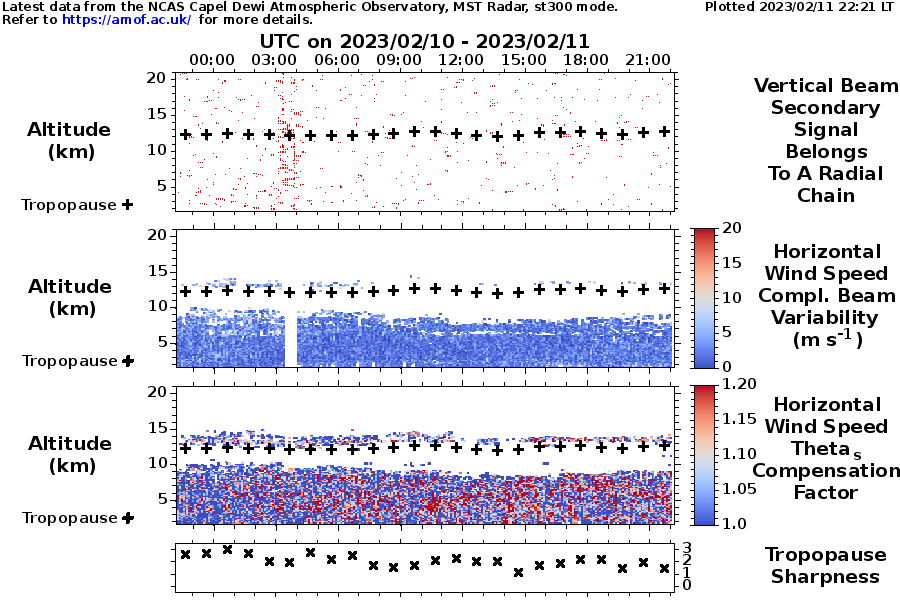 Latest data from the NCAS Capel Dewi Atmospheric Observatory, MST Radar, st300 mode.
Plotted 2023/02/11 22:21 LT
Refer to https://amof.ac.uk/ for more details.
UTC on 2023/02/10 - 2023/02/11
00:00 03:00 06:00 09:00 12:00 15:00 18:00 21:00
20
15
10
5
Altitude
(km)
Tropopause +
Vertical Beam
Secondary
Signal
Belongs
To A Radial
Chain
20
15
10
5
Altitude
(km)
Tropopause +
20
15
10
5
0
Horizontal
Wind Speed
Compl. Beam
Variability
(m s-1)
20
15
10
5
Altitude
(km)
Tropopause +
1.20
1.15
1.10
1.05
1.0
Horizontal
Wind Speed
Theta s
Compensation
Factor
3
2
1
0
Tropopause
Sharpness